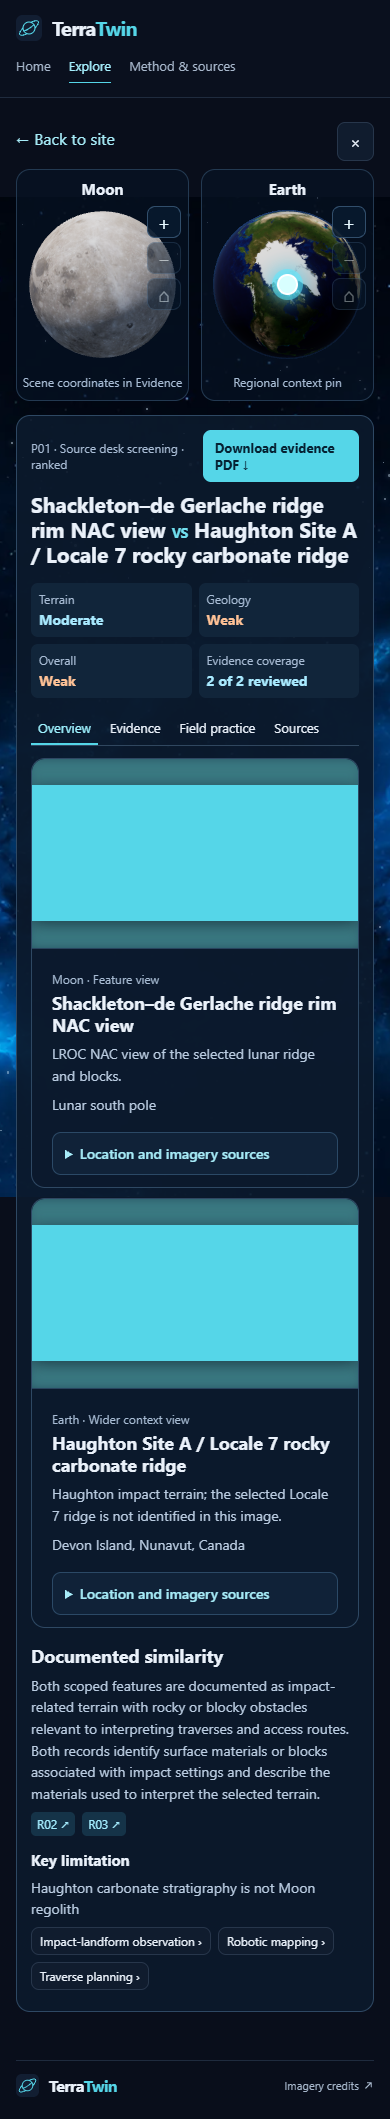 TerraTwin
Home Explore Method & sources
← Back to site
×
Moon
Earth
+
−
⌂
+
−
⌂
Scene coordinates in Evidence
Regional context pin
P01 · Source desk screening ·
ranked
Download evidence
PDF ↓
Shackleton–de Gerlache ridge
rim NAC view vs Haughton Site A
/ Locale 7 rocky carbonate ridge
Terrain
Moderate
Geology
Weak
Overall
Weak
Evidence coverage
2 of 2 reviewed
Overview Evidence Field practice Sources
Moon · Feature view
Shackleton–de Gerlache ridge rim
NAC view
LROC NAC view of the selected lunar ridge
and blocks.
Lunar south pole
▶ Location and imagery sources
Earth · Wider context view
Haughton Site A / Locale 7 rocky
carbonate ridge
Haughton impact terrain; the selected Locale
7 ridge is not identified in this image.
Devon Island, Nunavut, Canada
▶ Location and imagery sources
Documented similarity
Both scoped features are documented as impact-
related terrain with rocky or blocky obstacles
relevant to interpreting traverses and access routes.
Both records identify surface materials or blocks
associated with impact settings and describe the
materials used to interpret the selected terrain.
R02 ↗ R03 ↗
Key limitation
Haughton carbonate stratigraphy is not Moon
regolith
Impact-landform observation › Robotic mapping ›
Traverse planning ›
TerraTwin
Imagery credits ↗